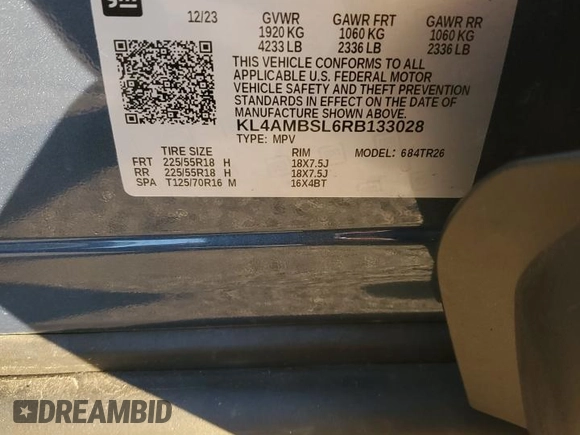 gm
12/23 GVWR GAWR FRT GAWR RR
1920 KG 1060 KG 1060 KG
4233 LB 2336 LB 2336 LB
THIS VEHICLE CONFORMS TO ALL
APPLICABLE U.S. FEDERAL MOTOR
VEHICLE SAFETY AND THEFT PREVENTION
STANDARDS IN EFFECT ON THE DATE OF
MANUFACTURE SHOWN ABOVE.
KL4AMBSL6RB133028
TYPE: MPV MODEL: 684TR26
TIRE SIZE RIM
FRT 225/55R18 H 18X7.5J
RR 225/55R18 H 18X7.5J
SPA T125/70R16 M 16X4BT
DREAMBID